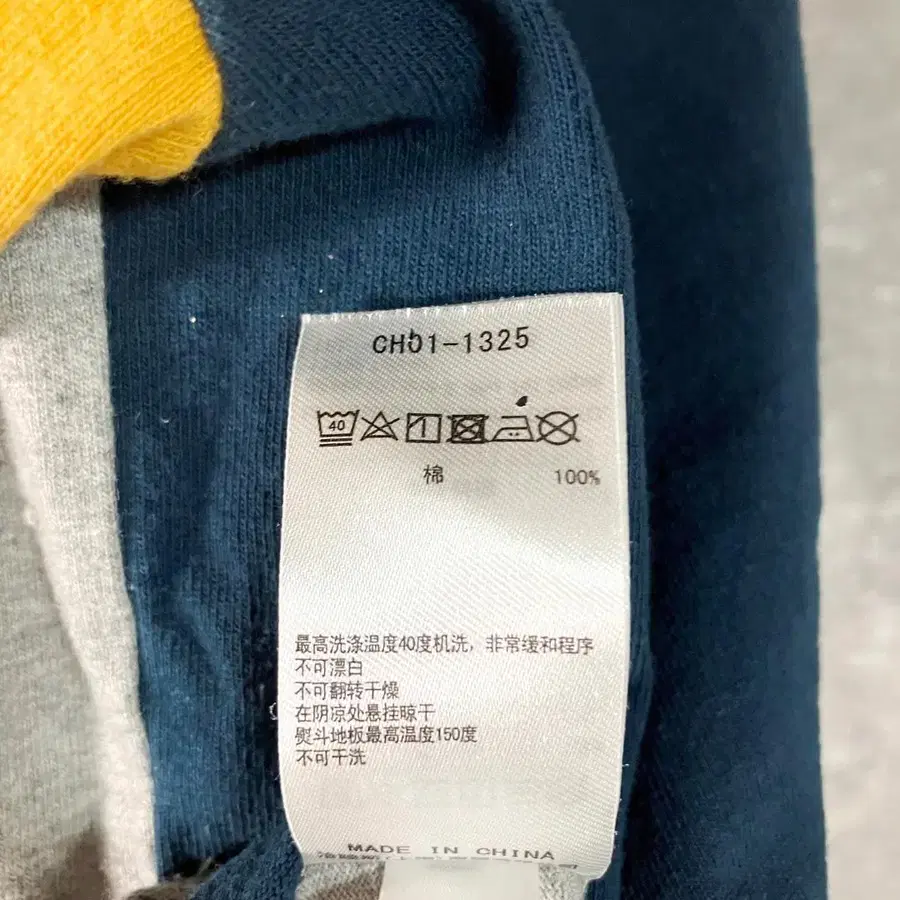 CH01-1325
40
棉 100%
最高洗涤温度40度机洗，非常缓和程序
不可漂白
不可翻转干燥
在阴凉处悬挂晾干
熨斗地板最高温度150度
不可干洗
MADE IN CHINA